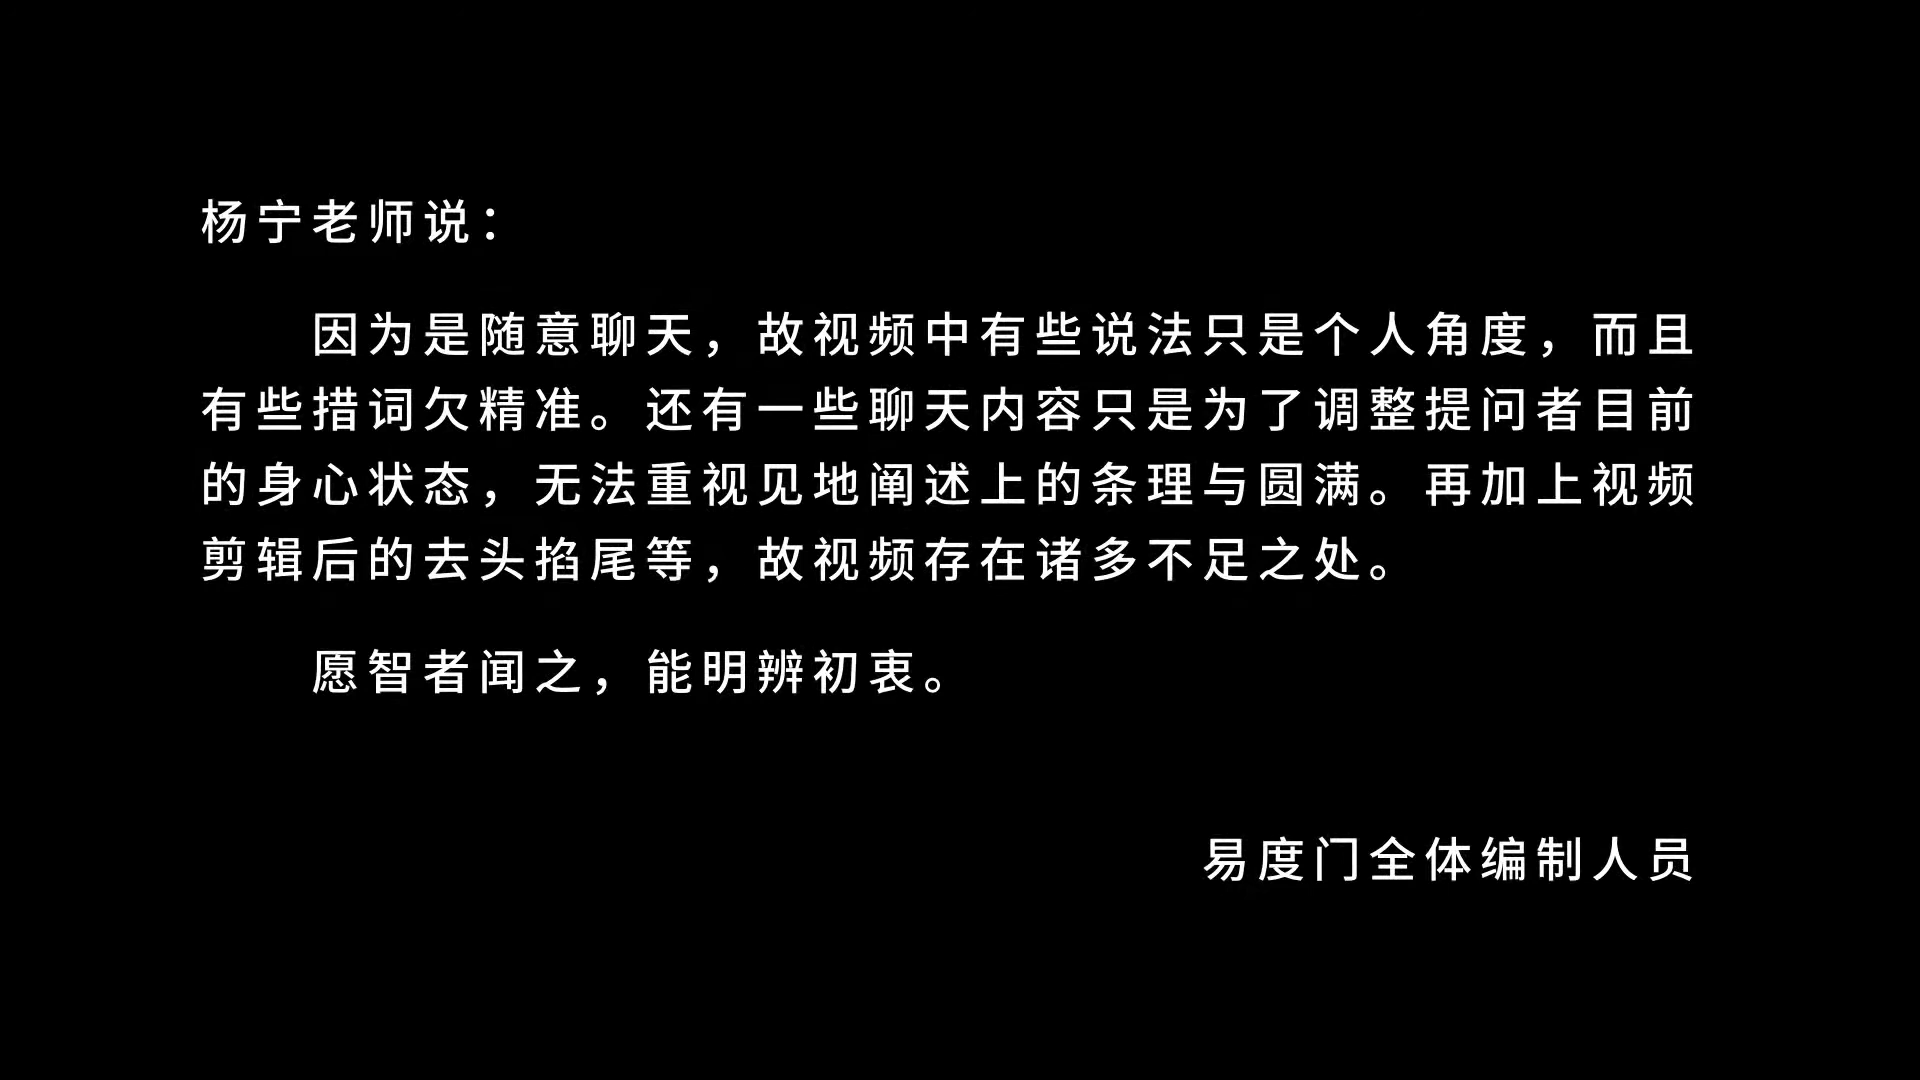 杨宁老师说：
因为是随意聊天，故视频中有些说法只是个人角度，而且
有些措词欠精准。还有一些聊天内容只是为了调整提问者目前
的身心状态，无法重视见地阐述上的条理与圆满。再加上视频
剪辑后的去头掐尾等，故视频存在诸多不足之处。
愿智者闻之，能明辨初衷。
易度门全体编制人员